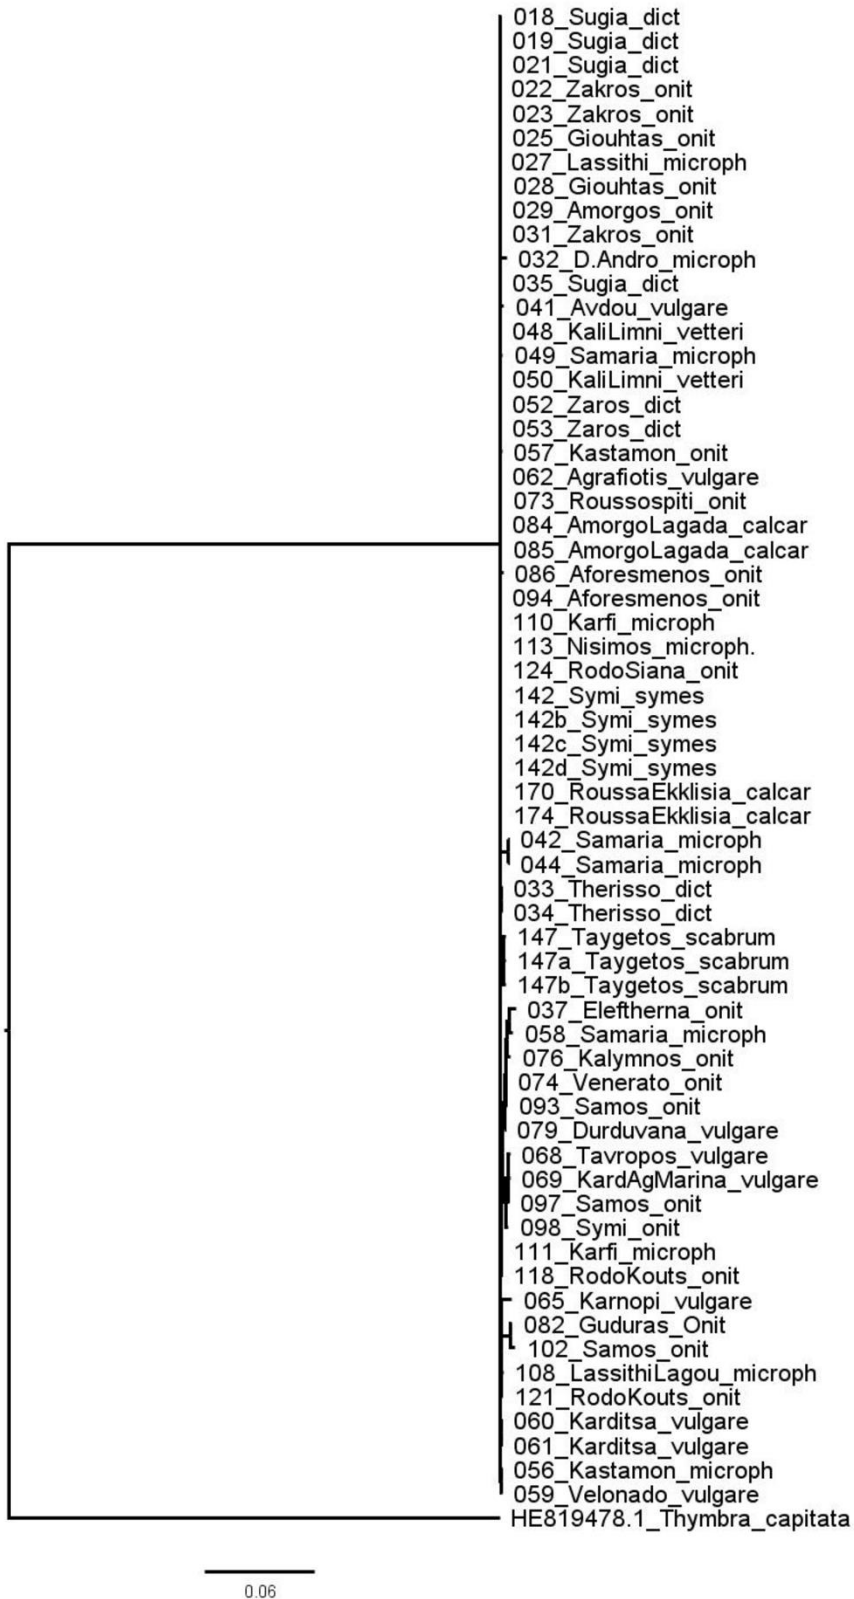 018_Sugia_dict
019_Sugia_dict
021_Sugia_dict
022_Zakros_onit
023_Zakros_onit
025_Giouhtas_onit
027_Lassithi_microph
028_Giouhtas_onit
029_Amorgos_onit
031_Zakros_onit
032_D.Andro_microph
035_Sugia_dict
041_Avdou_vulgare
048_KaliLimni_vetteri
049_Samaria_microph
050_KaliLimni_vetteri
052_Zaros_dict
053_Zaros_dict
057_Kastamon_onit
062_Agrafiotis_vulgare
073_Roussospiti_onit
084_AmorgoLagada_calcar
085_AmorgoLagada_calcar
086_Aforesmenos_onit
094_Aforesmenos_onit
110_Karfi_microph
113_Nisimos_microph.
124_RodoSiana_onit
142_Symi_symes
142b_Symi_symes
142c_Symi_symes
142d_Symi_symes
170_RoussaEkklisia_calcar
174_RoussaEkklisia_calcar
042_Samaria_microph
044_Samaria_microph
033_Therisso_dict
034_Therisso_dict
147_Taygetos_scabrum
147a_Taygetos_scabrum
147b_Taygetos_scabrum
037_Eleftherna_onit
058_Samaria_microph
076_Kalymnos_onit
074_Venerato_onit
093_Samos_onit
079_Durduvana_vulgare
068_Tavropos_vulgare
069_KardAgMarina_vulgare
097_Samos_onit
098_Symi_onit
111_Karfi_microph
118_RodoKouts_onit
065_Karnopi_vulgare
082_Guduras_Onit
102_Samos_onit
108_LassithiLagou_microph
121_RodoKouts_onit
060_Karditsa_vulgare
061_Karditsa_vulgare
056_Kastamon_microph
059_Velonado_vulgare
HE819478.1_Thymbra_capitata
0.06